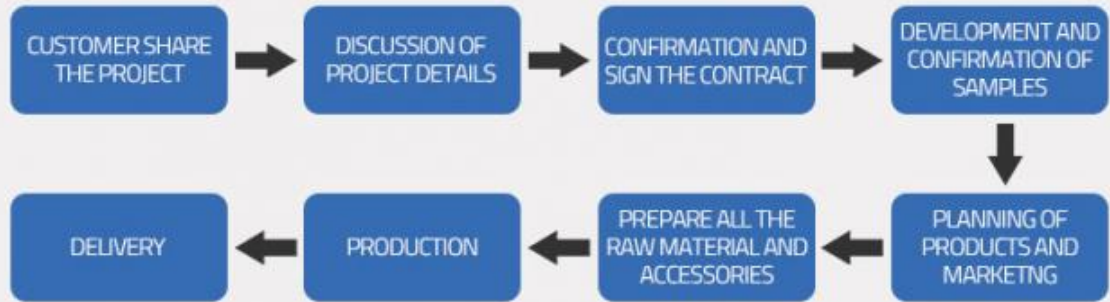 CUSTOMER SHARE
THE PROJECT
DISCUSSION OF
PROJECT DETAILS
CONFIRMATION AND
SIGN THE CONTRACT
DEVELOPMENT AND
CONFIRMATION OF
SAMPLES
PLANNING OF
PRODUCTS AND
MARKETNG
PREPARE ALL THE
RAW MATERIAL AND
ACCESSORIES
PRODUCTION
DELIVERY